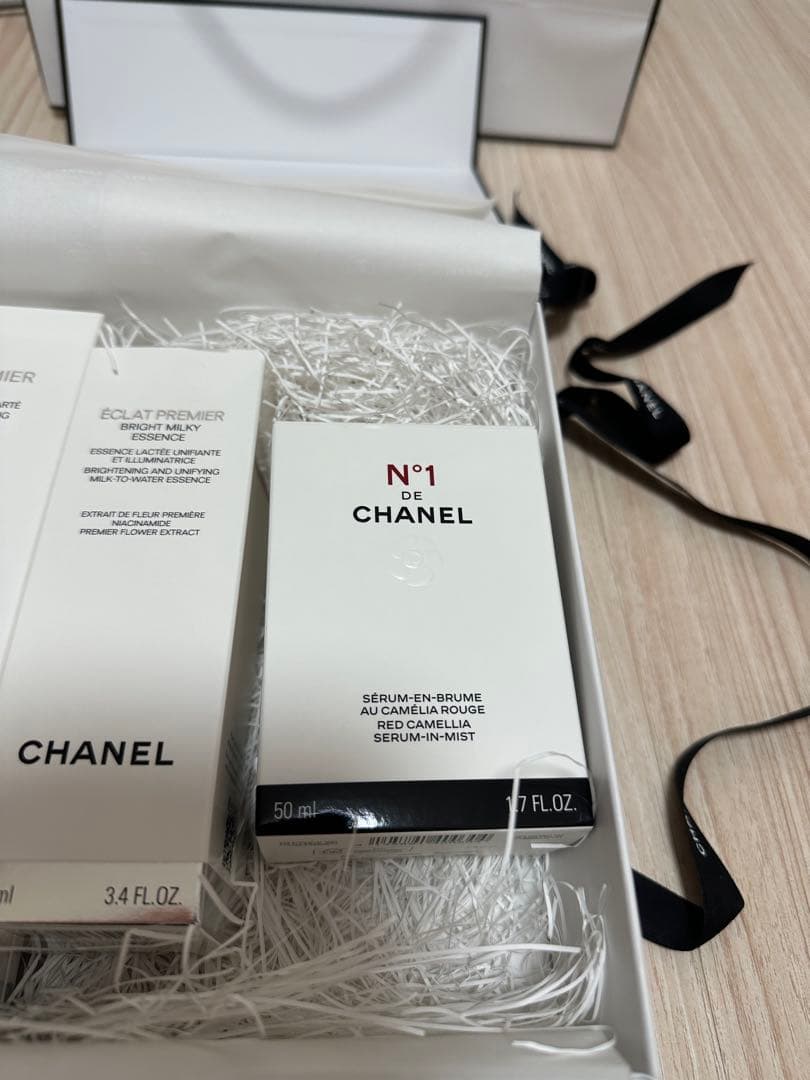 ÉCLAT PREMIER
BRIGHT MILKY
ESSENCE
ESSENCE LACTÉE UNIFIANTE
ET ILLUMINATRICE
BRIGHTENING AND UNIFYING
MILK-TO-WATER ESSENCE
EXTRAIT DE FLEUR PREMIÈRE
NIACINAMIDE
PREMIER FLOWER EXTRACT
CHANEL
ml 3.4 FL.OZ.
N°1
DE
CHANEL
SÉRUM-EN-BRUME
AU CAMÉLIA ROUGE
RED CAMELLIA
SERUM-IN-MIST
50 ml 1.7 FL.OZ.